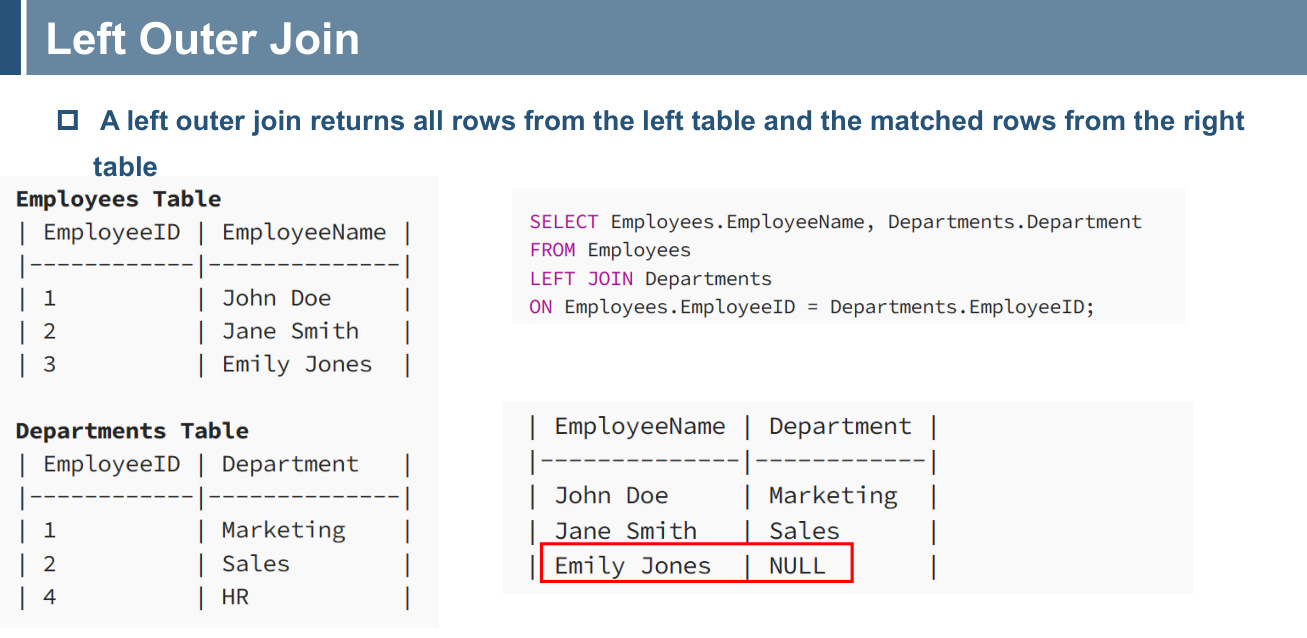 Left Outer Join
A left outer join returns all rows from the left table and the matched rows from the right
table
Employees Table
| EmployeeID | EmployeeName |
|------------|--------------|
| 1 | John Doe |
| 2 | Jane Smith |
| 3 | Emily Jones |
Departments Table
| EmployeeID | Department |
|------------|--------------|
| 1 | Marketing |
| 2 | Sales |
| 4 | HR |
SELECT Employees.EmployeeName, Departments.Department
FROM Employees
LEFT JOIN Departments
ON Employees.EmployeeID = Departments.EmployeeID;
| EmployeeName | Department |
|--------------|------------|
| John Doe | Marketing |
| Jane Smith | Sales |
| Emily Jones | NULL |